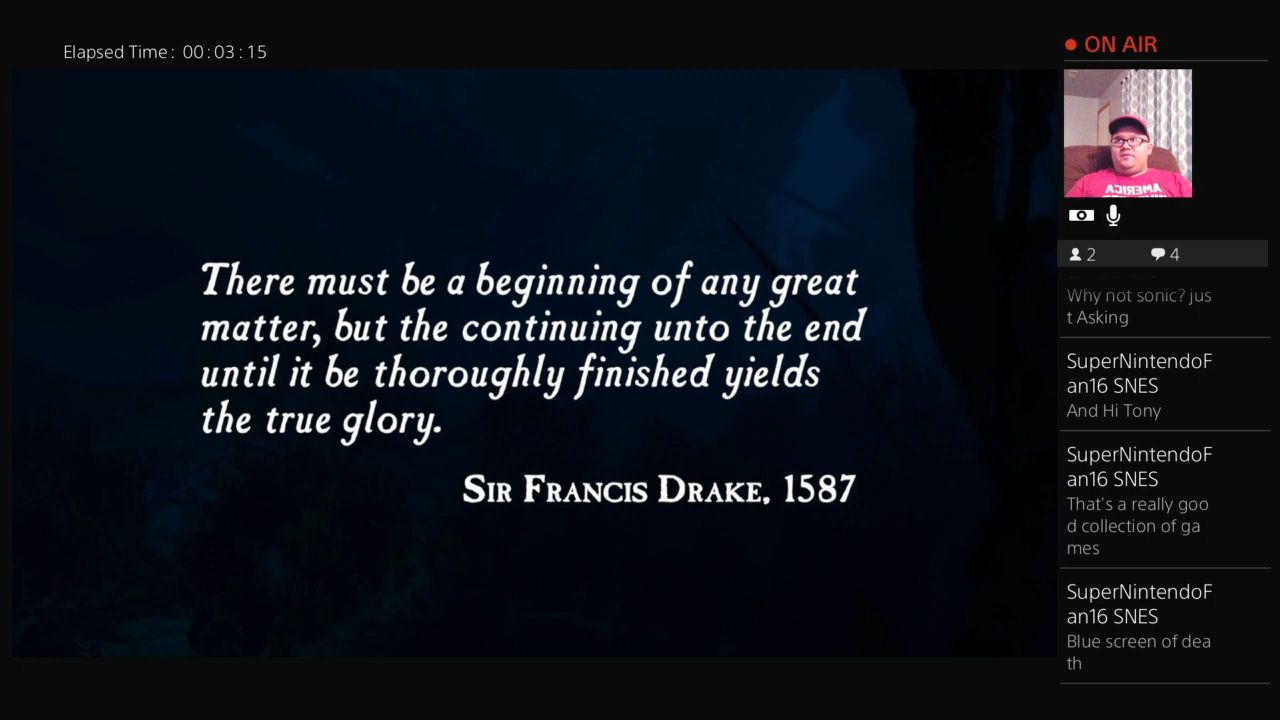 Elapsed Time: 00:03:15
ON AIR
There must be a beginning of any great
matter, but the continuing unto the end
until it be thoroughly finished yields
the true glory.
Sir Francis Drake, 1587
AMERICA
2
4
Why not sonic? jus
t Asking
SuperNintendoF
an16 SNES
And Hi Tony
SuperNintendoF
an16 SNES
That's a really goo
d collection of ga
mes
SuperNintendoF
an16 SNES
Blue screen of dea
th